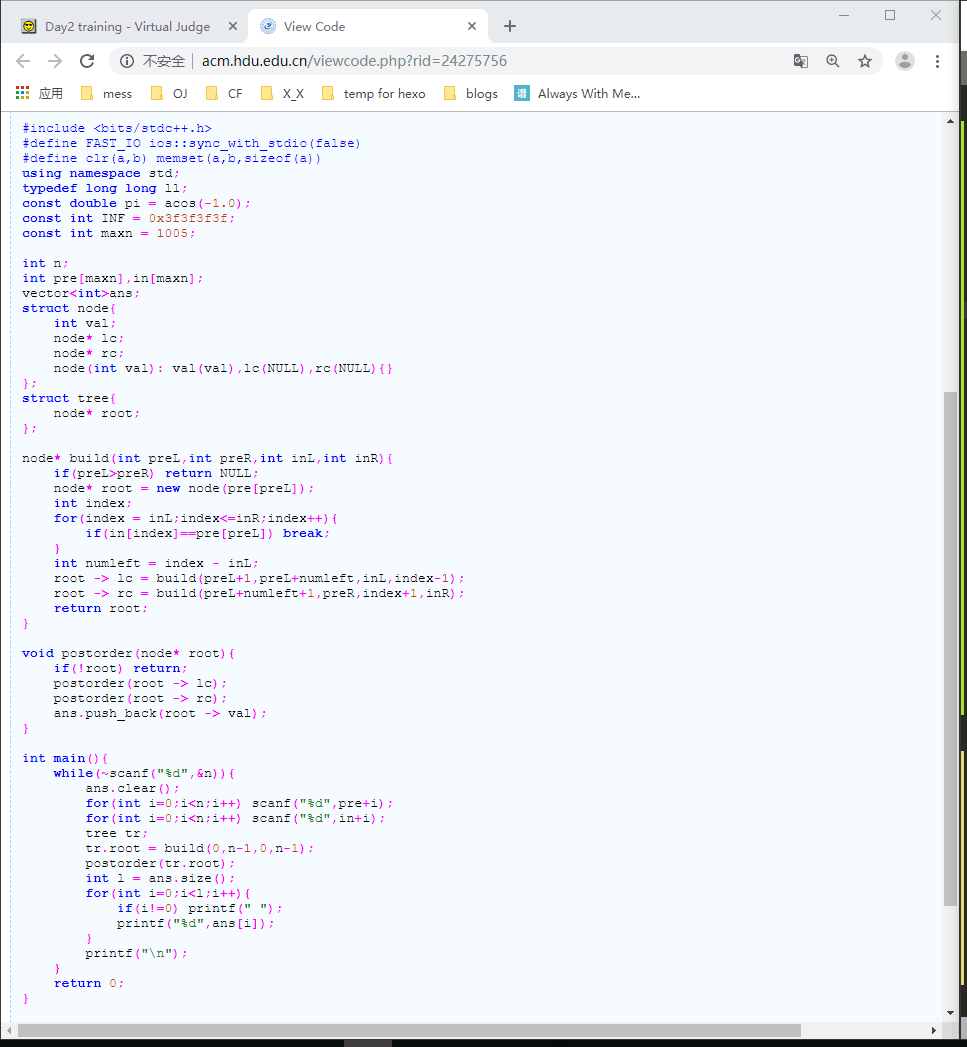 Day2 training - Virtual Judge
View Code
不安全 acm.hdu.edu.cn/viewcode.php?rid=24275756
应用 mess OJ CF X_X temp for hexo blogs 谱 Always With Me...
#include <bits/stdc++.h>
#define FAST_IO ios::sync_with_stdio(false)
#define clr(a,b) memset(a,b,sizeof(a))
using namespace std;
typedef long long ll;
const double pi = acos(-1.0);
const int INF = 0x3f3f3f3f;
const int maxn = 1005;

int n;
int pre[maxn],in[maxn];
vector<int>ans;
struct node{
    int val;
    node* lc;
    node* rc;
    node(int val): val(val),lc(NULL),rc(NULL){}
};
struct tree{
    node* root;
};

node* build(int preL,int preR,int inL,int inR){
    if(preL>preR) return NULL;
    node* root = new node(pre[preL]);
    int index;
    for(index = inL;index<=inR;index++){
        if(in[index]==pre[preL]) break;
    }
    int numleft = index - inL;
    root -> lc = build(preL+1,preL+numleft,inL,index-1);
    root -> rc = build(preL+numleft+1,preR,index+1,inR);
    return root;
}

void postorder(node* root){
    if(!root) return;
    postorder(root -> lc);
    postorder(root -> rc);
    ans.push_back(root -> val);
}

int main(){
    while(~scanf("%d",&n)){
        ans.clear();
        for(int i=0;i<n;i++) scanf("%d",pre+i);
        for(int i=0;i<n;i++) scanf("%d",in+i);
        tree tr;
        tr.root = build(0,n-1,0,n-1);
        postorder(tr.root);
        int l = ans.size();
        for(int i=0;i<l;i++){
            if(i!=0) printf(" ");
            printf("%d",ans[i]);
        }
        printf("\n");
    }
    return 0;
}